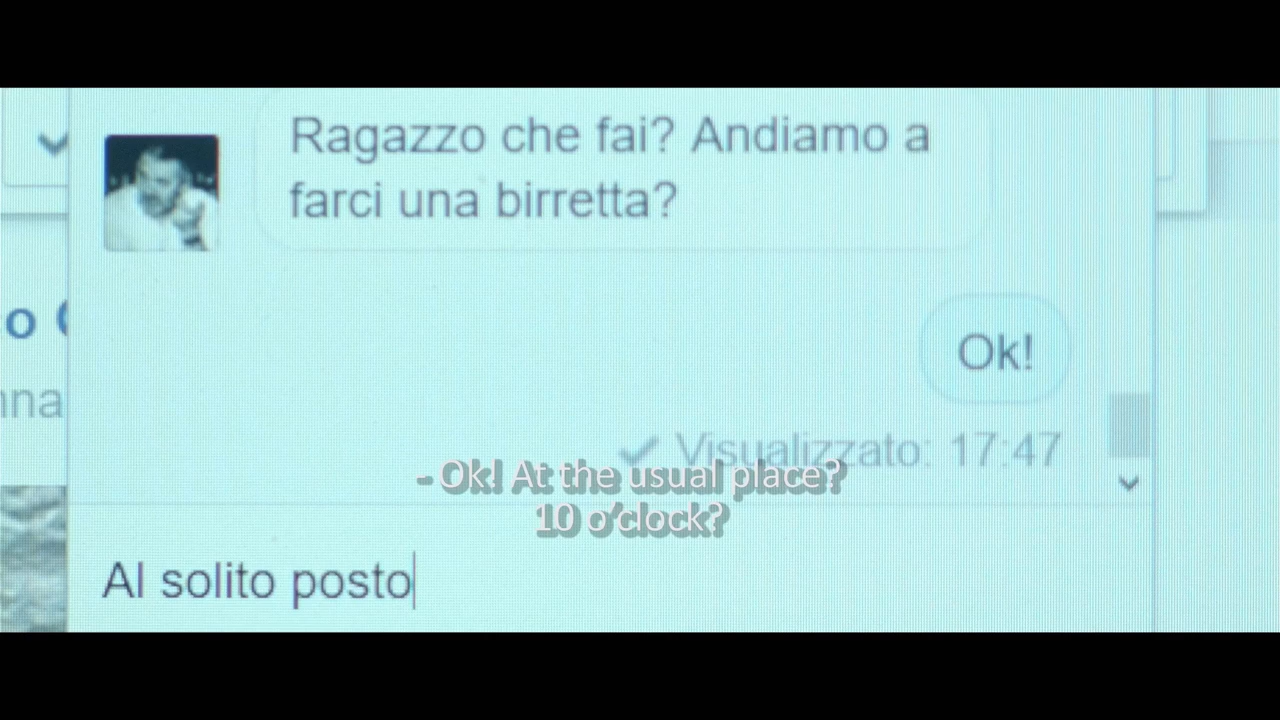 Ragazzo che fai? Andiamo a
farci una birretta?
o
nna
Ok!
Visualizzato: 17:47
- Ok! At the usual place?
10 o'clock?
Al solito posto